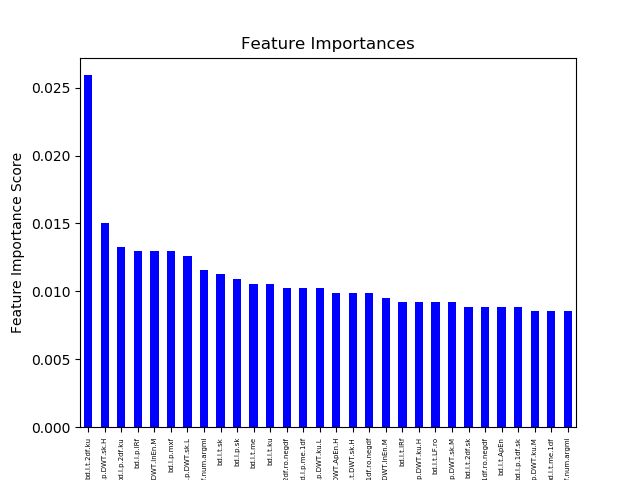 Feature Importances
Feature Importance Score
0.025
0.020
0.015
0.010
0.005
0.000
bd.l.t.2df.ku
.p.DWT.sk.H
bd.l.p.2df.ku
bd.l.p.lRf
DWT.lnEn.M
bd.l.p.mxf
.p.DWT.sk.L
f.num.argmi
bd.l.t.sk
bd.l.p.sk
bd.l.t.me
bd.l.t.ku
2df.ro.negdf
bd.l.p.me.1df
.p.DWT.ku.L
DWT.ApEn.H
.t.DWT.sk.H
1df.ro.negdf
DWT.lnEn.M
bd.l.t.lRf
.p.DWT.ku.H
bd.l.t.LF.ro
.p.DWT.sk.M
bd.l.t.2df.sk
1df.ro.negdf
bd.l.t.ApEn
bd.l.p.1df.sk
.p.DWT.ku.M
bd.l.t.me.1df
f.num.argmi